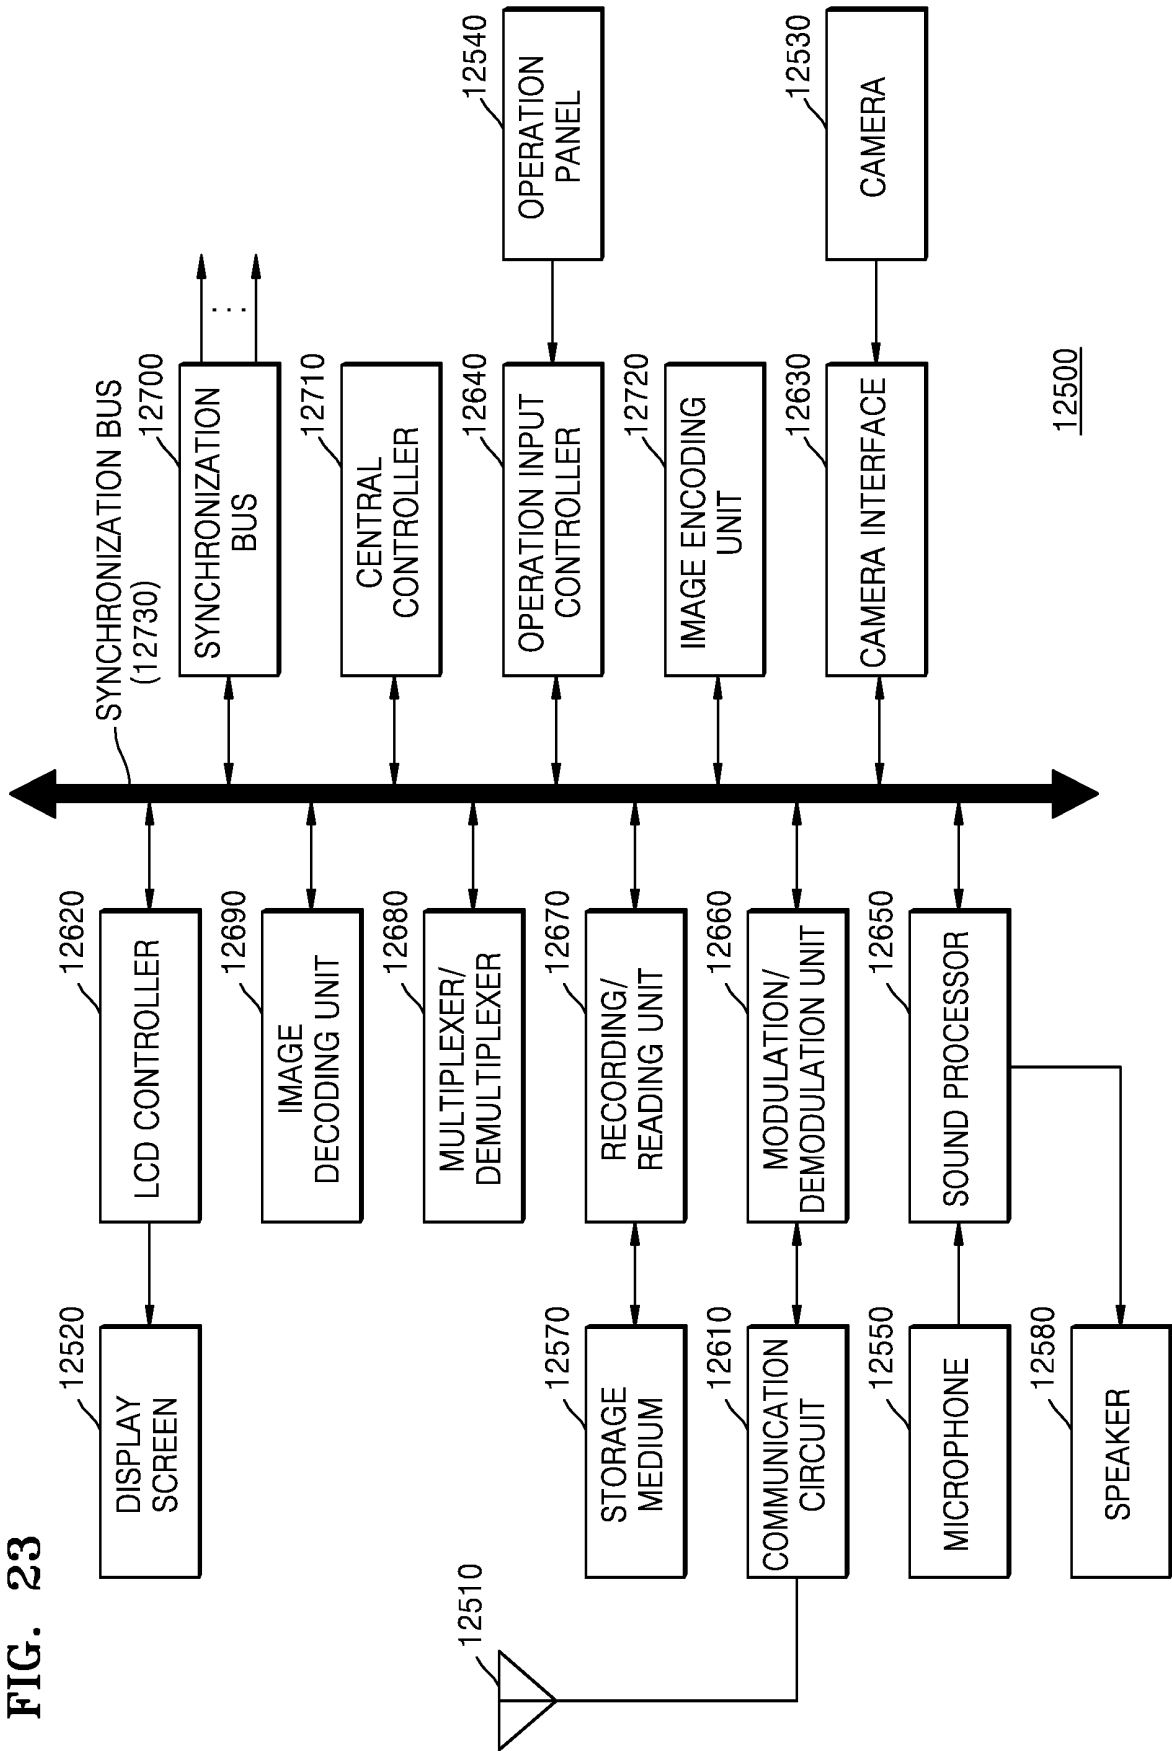 FIG. 23
12510
12520
DISPLAY
SCREEN
12620
LCD CONTROLLER
SYNCHRONIZATION BUS
(12730)
12700
SYNCHRONIZATION
BUS
...
12690
IMAGE
DECODING UNIT
12710
CENTRAL
CONTROLLER
12680
MULTIPLEXER/
DEMULTIPLEXER
12640
OPERATION INPUT
CONTROLLER
12540
OPERATION
PANEL
12570
STORAGE
MEDIUM
12670
RECORDING/
READING UNIT
12720
IMAGE ENCODING
UNIT
12610
COMMUNICATION
CIRCUIT
12660
MODULATION/
DEMODULATION UNIT
12630
CAMERA INTERFACE
12530
CAMERA
12550
MICROPHONE
12650
SOUND PROCESSOR
12580
SPEAKER
12500